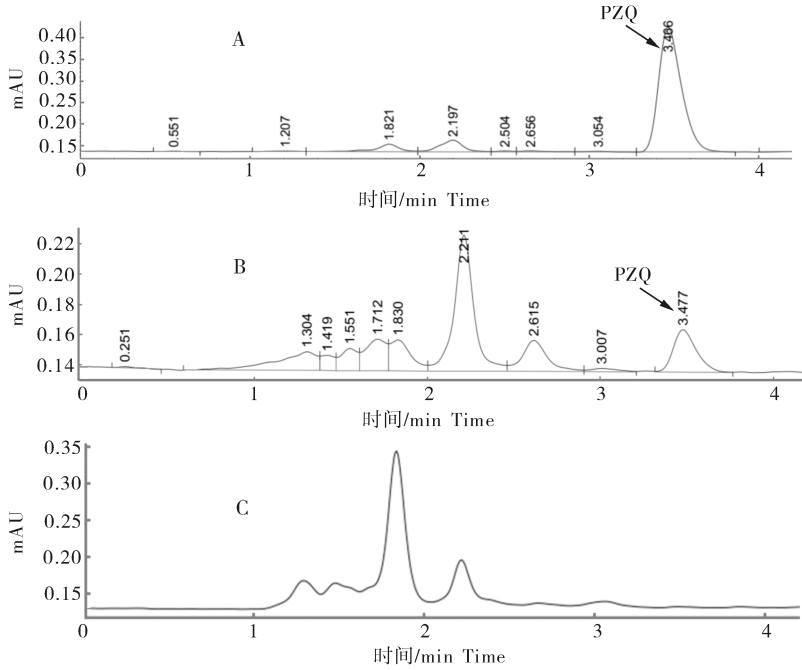 PZQ
A
mAU
0.40
0.35
0.30
0.25
0.20
0.15
0.551
1.207
1.821
2.197
2.504
2.656
3.054
3.466
0 1 2 3 4
时间/min Time
B
PZQ
mAU
0.22
0.20
0.18
0.16
0.14
0.251
1.304
1.419
1.551
1.712
1.830
2.211
2.615
3.007
3.477
0 1 2 3 4
时间/min Time
C
mAU
0.35
0.30
0.25
0.20
0.15
0 1 2 3 4
时间/min Time